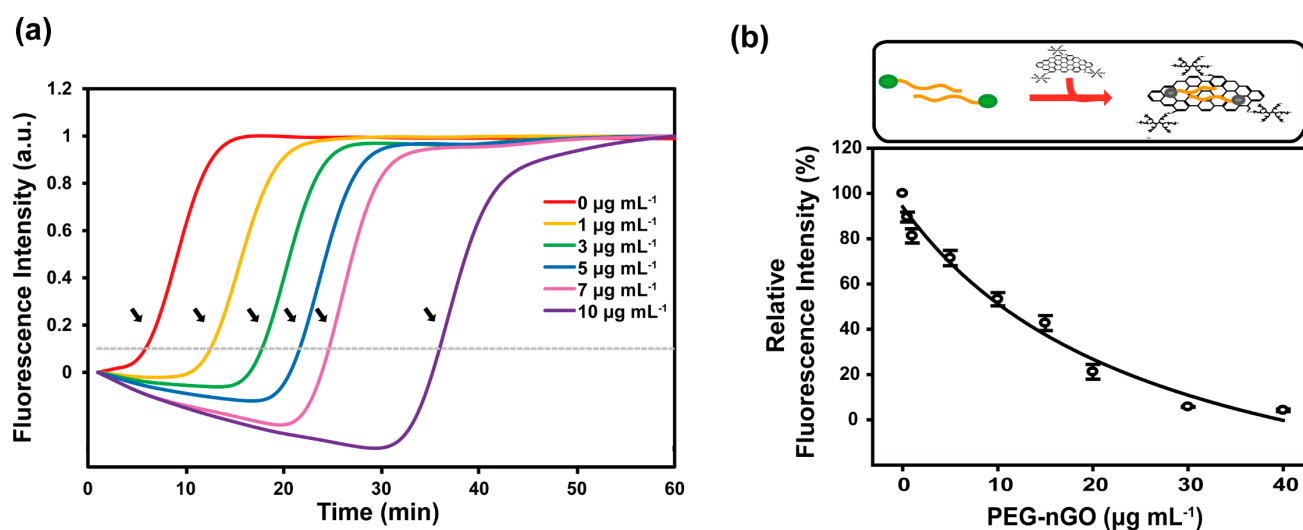 (a)
Fluorescence Intensity (a.u.)
1.2
1
0.8
0.6
0.4
0.2
0
0 µg mL⁻¹
1 µg mL⁻¹
3 µg mL⁻¹
5 µg mL⁻¹
7 µg mL⁻¹
10 µg mL⁻¹
0 10 20 30 40 50 60
Time (min)
(b)
Relative
Fluorescence Intensity (%)
120
100
80
60
40
20
0
0 10 20 30 40
PEG-nGO (µg mL⁻¹)